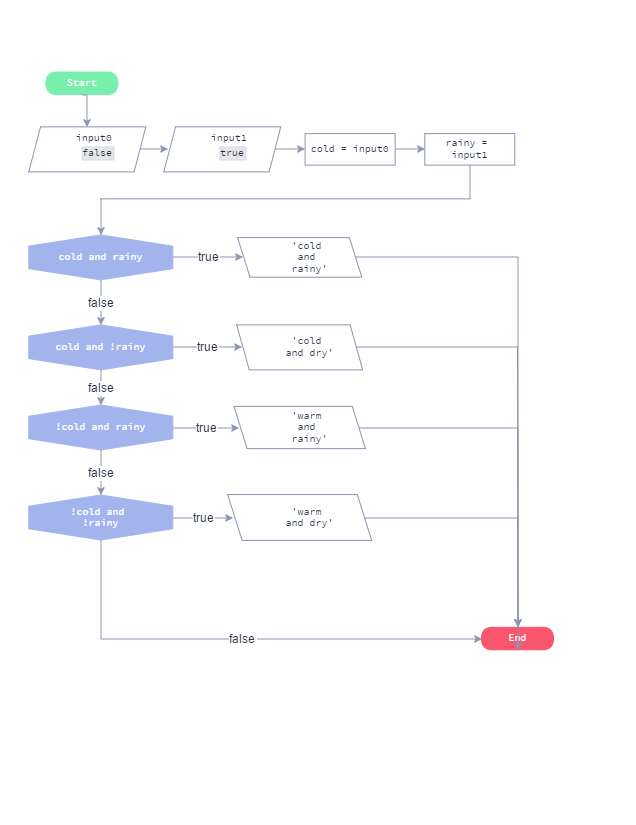 Start
input0
false
input1
true
cold = input0
rainy =
input1
cold and rainy
true
'cold
and
rainy'
false
cold and !rainy
true
'cold
and dry'
false
!cold and rainy
true
'warm
and
rainy'
false
!cold and
!rainy
true
'warm
and dry'
false
End